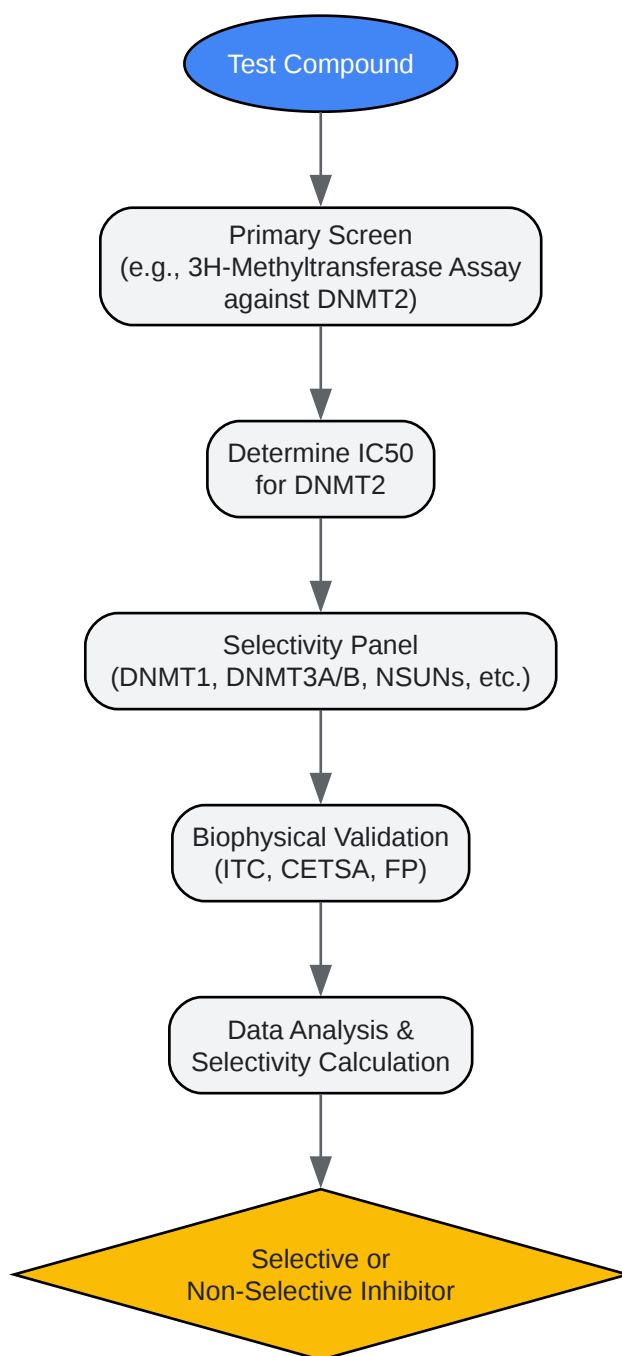 Test Compound
Primary Screen
(e.g., 3H-Methyltransferase Assay
against DNMT2)
Determine IC50
for DNMT2
Selectivity Panel
(DNMT1, DNMT3A/B, NSUNs, etc.)
Biophysical Validation
(ITC, CETSA, FP)
Data Analysis &
Selectivity Calculation
Selective or
Non-Selective Inhibitor